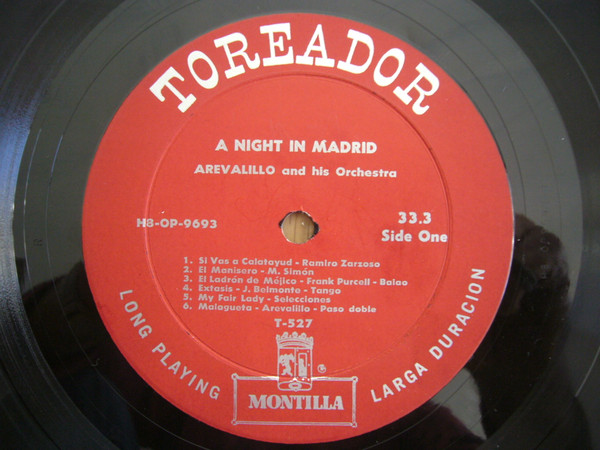 TOREADOR
A NIGHT IN MADRID
AREVALILLO and his Orchestra
H8-OP-9693
33.3
Side One
1. Si Vas a Calatayud - Ramiro Zarzoso
2. El Manisero - M. Simón
3. El Ladrón de Méjico - Frank Purcell - Baiao
4. Extasis - J. Belmonte - Tango
5. My Fair Lady - Selecciones
6. Malagueta - Arevalillo - Paso doble
T-527
LONG PLAYING
LARGA DURACION
®
MONTILLA